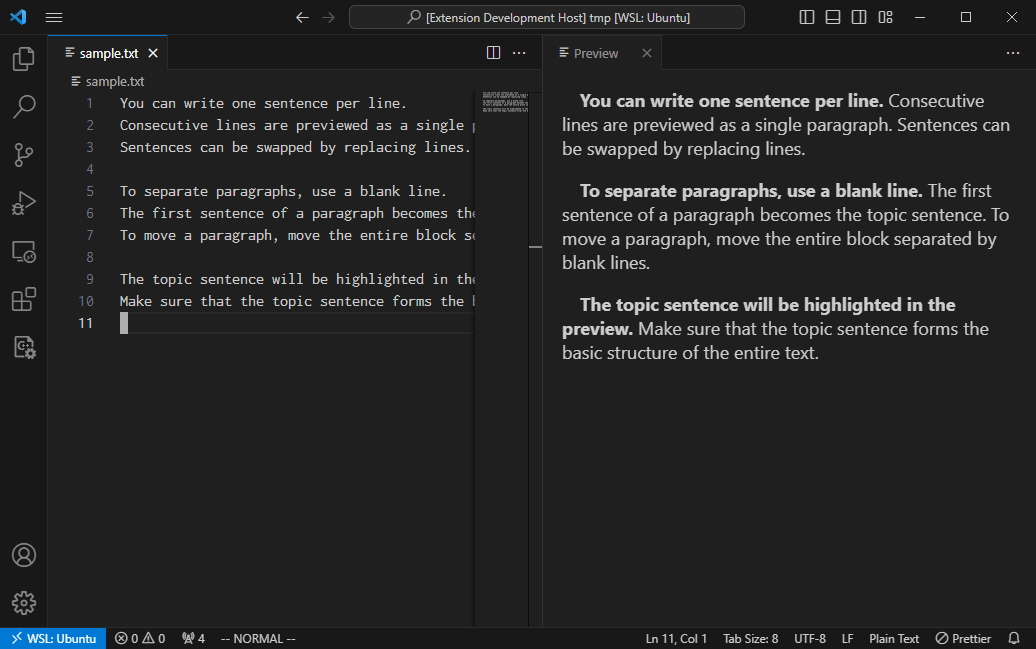 [Extension Development Host] tmp [WSL: Ubuntu]
sample.txt
Preview
sample.txt
1 You can write one sentence per line.
2 Consecutive lines are previewed as a single
3 Sentences can be swapped by replacing lines.
4
5 To separate paragraphs, use a blank line.
6 The first sentence of a paragraph becomes the
7 To move a paragraph, move the entire block se
8
9 The topic sentence will be highlighted in the
10 Make sure that the topic sentence forms the
11
You can write one sentence per line. Consecutive
lines are previewed as a single paragraph. Sentences can
be swapped by replacing lines.
To separate paragraphs, use a blank line. The first
sentence of a paragraph becomes the topic sentence. To
move a paragraph, move the entire block separated by
blank lines.
The topic sentence will be highlighted in the
preview. Make sure that the topic sentence forms the
basic structure of the entire text.
WSL: Ubuntu 0 0 4 -- NORMAL -- Ln 11, Col 1 Tab Size: 8 UTF-8 LF Plain Text Prettier